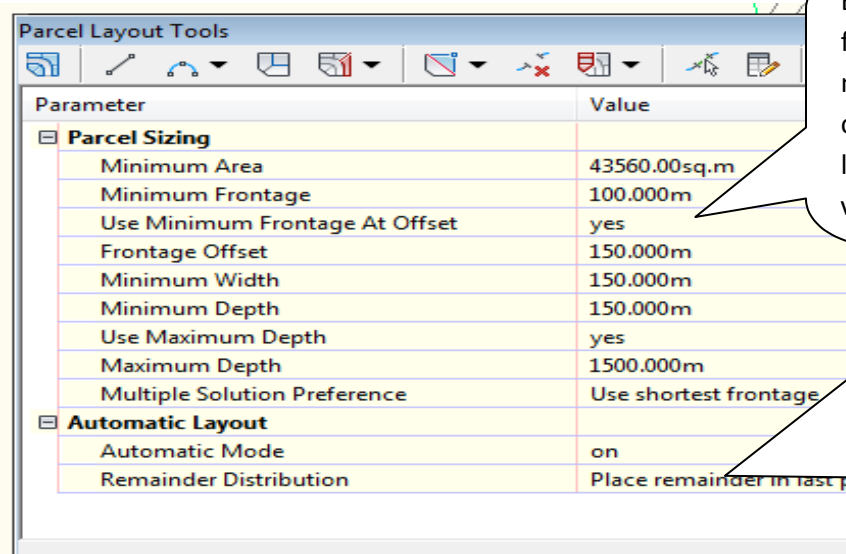 Parcel Layout Tools
Parameter Value
Parcel Sizing
Minimum Area 43560.00sq.m
Minimum Frontage 100.000m
Use Minimum Frontage At Offset yes
Frontage Offset 150.000m
Minimum Width 150.000m
Minimum Depth 150.000m
Use Maximum Depth yes
Maximum Depth 1500.000m
Multiple Solution Preference Use shortest frontage
Automatic Layout
Automatic Mode on
Remainder Distribution Place remainder in last